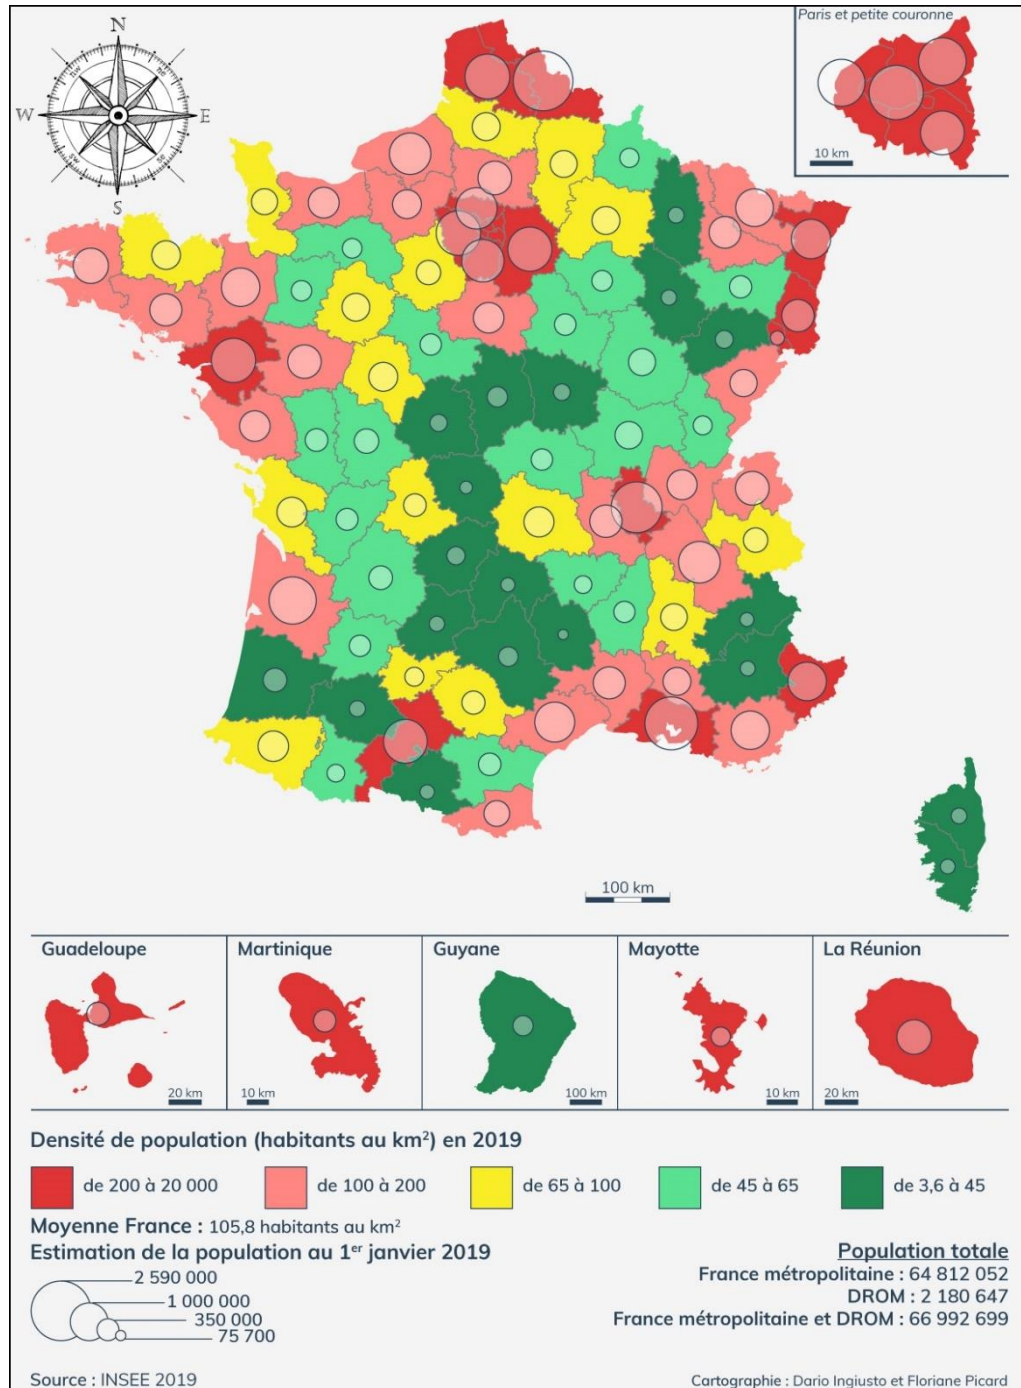 N
Paris et petite couronne
NW
NE
W
E
SW
SE
S
10 km
100 km
Guadeloupe
Martinique
Guyane
Mayotte
La Réunion
20 km
10 km
100 km
10 km
20 km
Densité de population (habitants au km²) en 2019
de 200 à 20 000
de 100 à 200
de 65 à 100
de 45 à 65
de 3,6 à 45
Moyenne France : 105,8 habitants au km²
Estimation de la population au 1er janvier 2019
2 590 000
1 000 000
350 000
75 700
Population totale
France métropolitaine : 64 812 052
DROM : 2 180 647
France métropolitaine et DROM : 66 992 699
Source : INSEE 2019
Cartographie : Dario Ingiusto et Floriane Picard